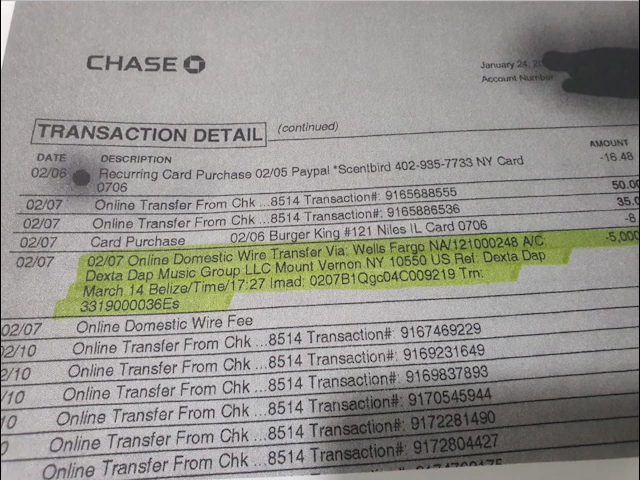 CHASE
January 24, 20
Account Number
TRANSACTION DETAIL (continued)
DATE DESCRIPTION AMOUNT
02/06 Recurring Card Purchase 02/05 Paypal *Scentbird 402-935-7733 NY Card -16.48
0706
02/07 Online Transfer From Chk ...8514 Transaction#: 9165688555 50.00
02/07 Online Transfer From Chk ...8514 Transaction#: 9165886536 35.0
02/07 Card Purchase 02/06 Burger King #121 Niles IL Card 0706 -8
02/07 02/07 Online Domestic Wire Transfer Via: Wells Fargo NA/121000248 A/C -5,000
Dexta Dap Music Group LLC Mount Vernon NY 10550 US Ref: Dexta Dap
March 14 Belize/Time/17:27 Imad: 0207B1Qgc04C009219 Trn:
3319000036Es
02/07 Online Domestic Wire Fee
02/10 Online Transfer From Chk ...8514 Transaction#: 9167469229
2/10 Online Transfer From Chk ...8514 Transaction#: 9169231649
/10 Online Transfer From Chk ...8514 Transaction#: 9169837893
0 Online Transfer From Chk ...8514 Transaction#: 9170545944
Online Transfer From Chk ...8514 Transaction#: 9172281490
Online Transfer From Chk ...8514 Transaction#: 9172804427